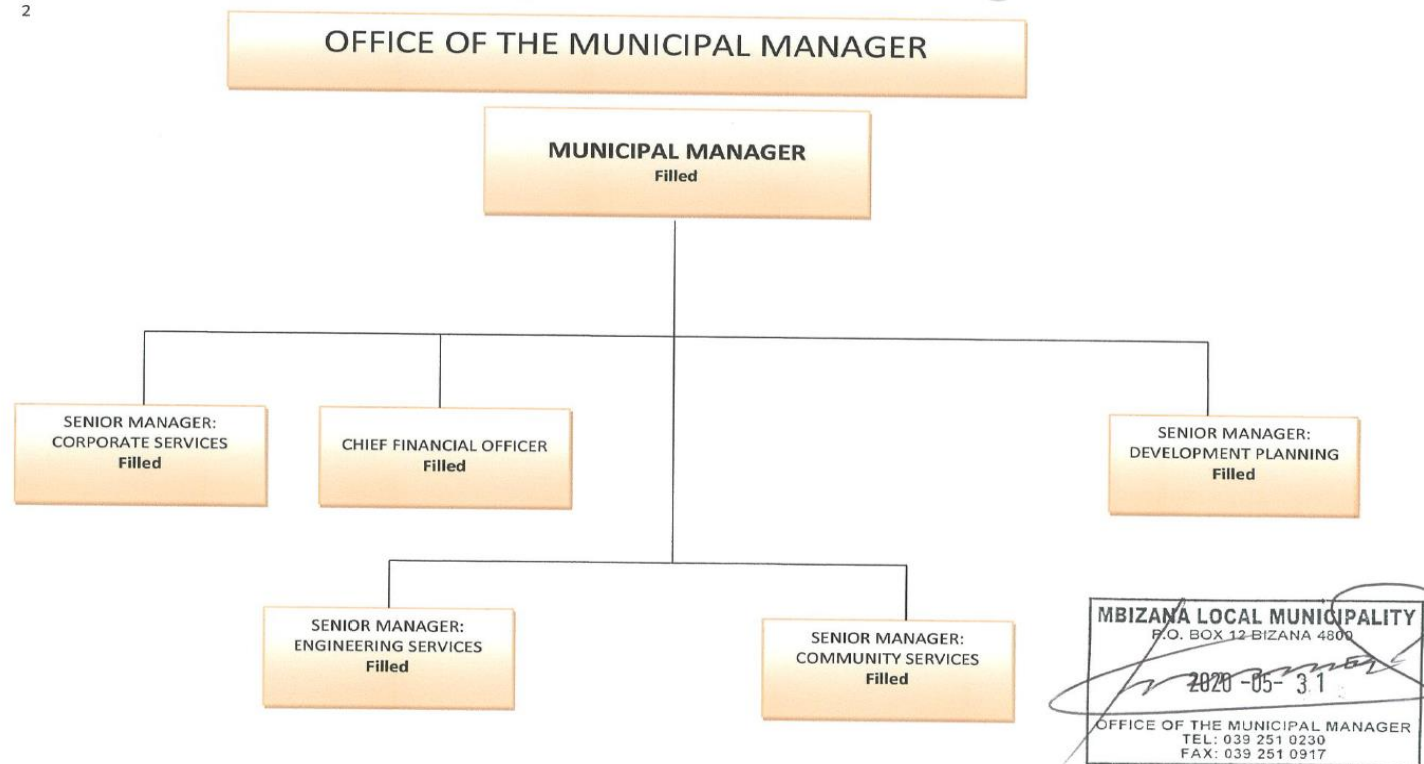 2
OFFICE OF THE MUNICIPAL MANAGER
MUNICIPAL MANAGER
Filled
SENIOR MANAGER:
CORPORATE SERVICES
Filled
CHIEF FINANCIAL OFFICER
Filled
SENIOR MANAGER:
DEVELOPMENT PLANNING
Filled
SENIOR MANAGER:
ENGINEERING SERVICES
Filled
SENIOR MANAGER:
COMMUNITY SERVICES
Filled
MBIZANA LOCAL MUNICIPALITY
P.O. BOX 12 BIZANA 4800
2020 -05- 31
OFFICE OF THE MUNICIPAL MANAGER
TEL: 039 251 0230
FAX: 039 251 0917